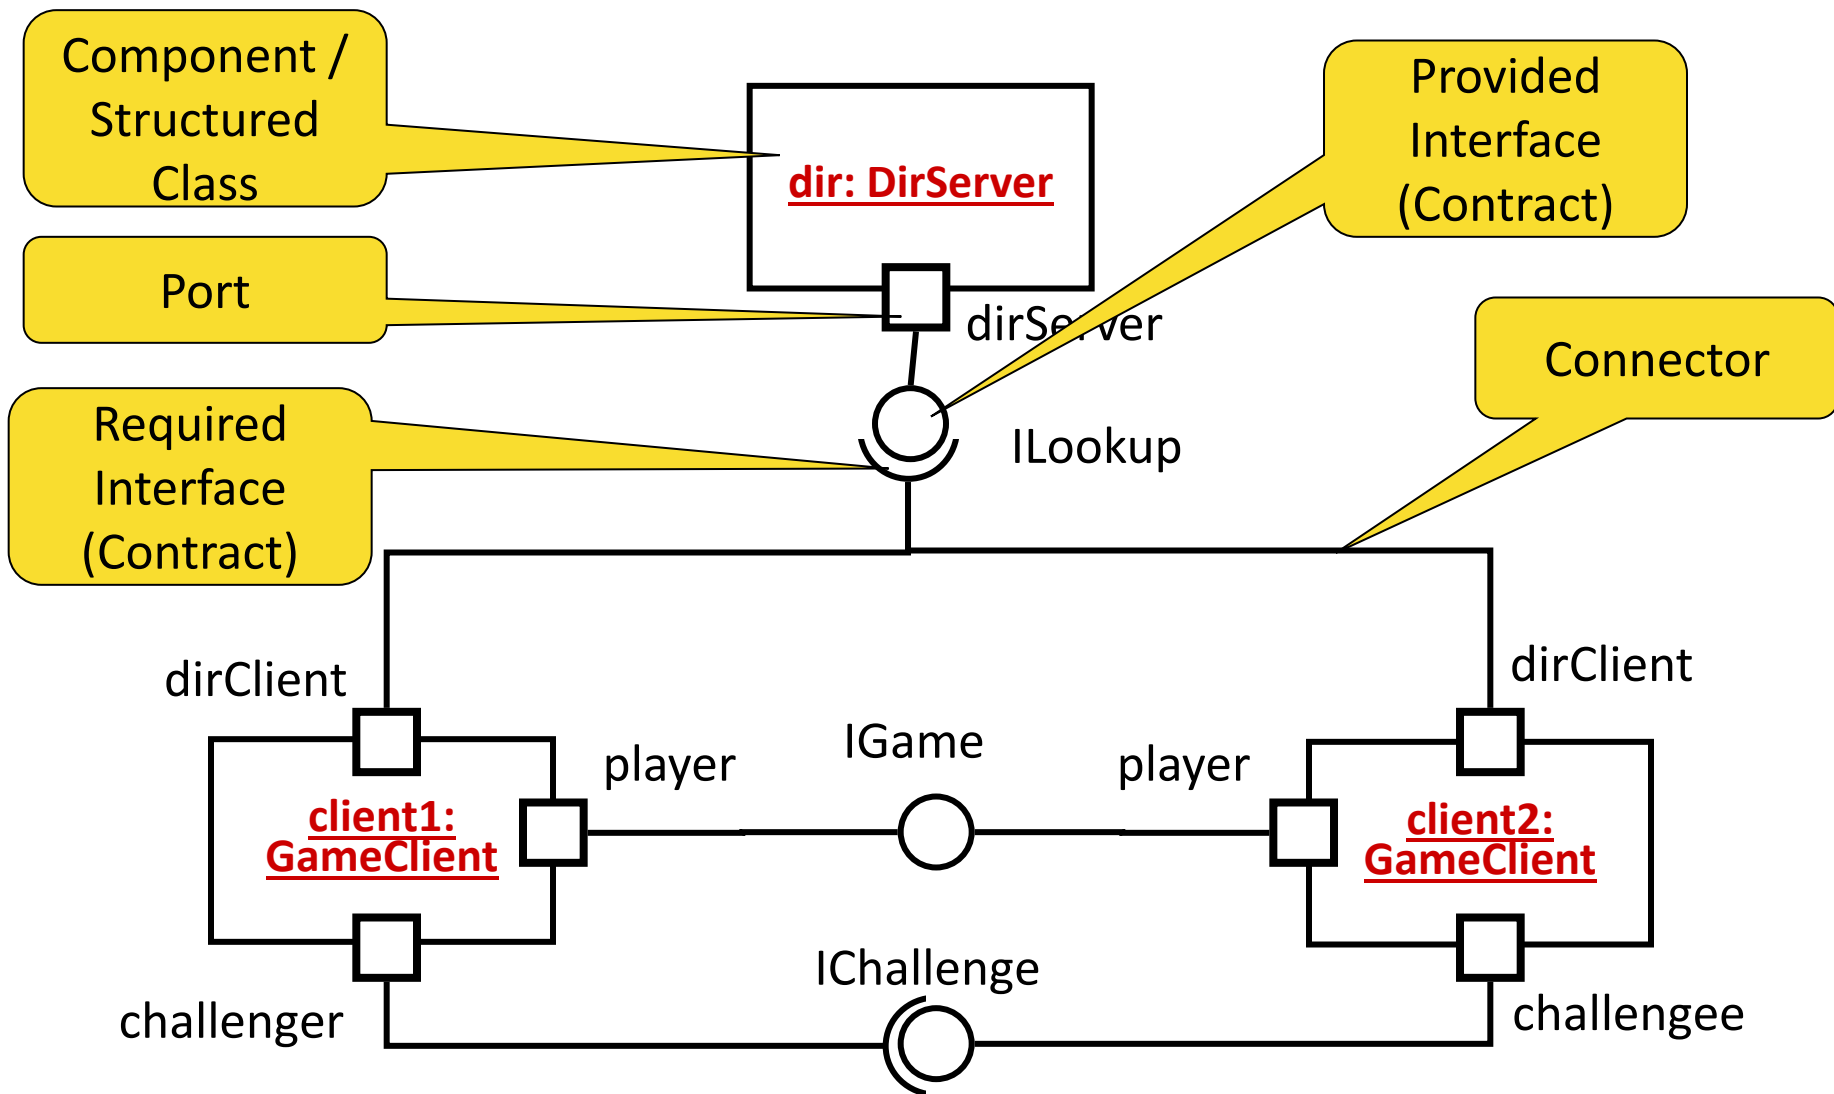 Component /
Structured
Class
Provided
Interface
(Contract)
dir: DirServer
Port
dirServer
Connector
Required
Interface
(Contract)
ILookup
dirClient
dirClient
IGame
player
player
client1:
GameClient
client2:
GameClient
IChallenge
challenger
challengee